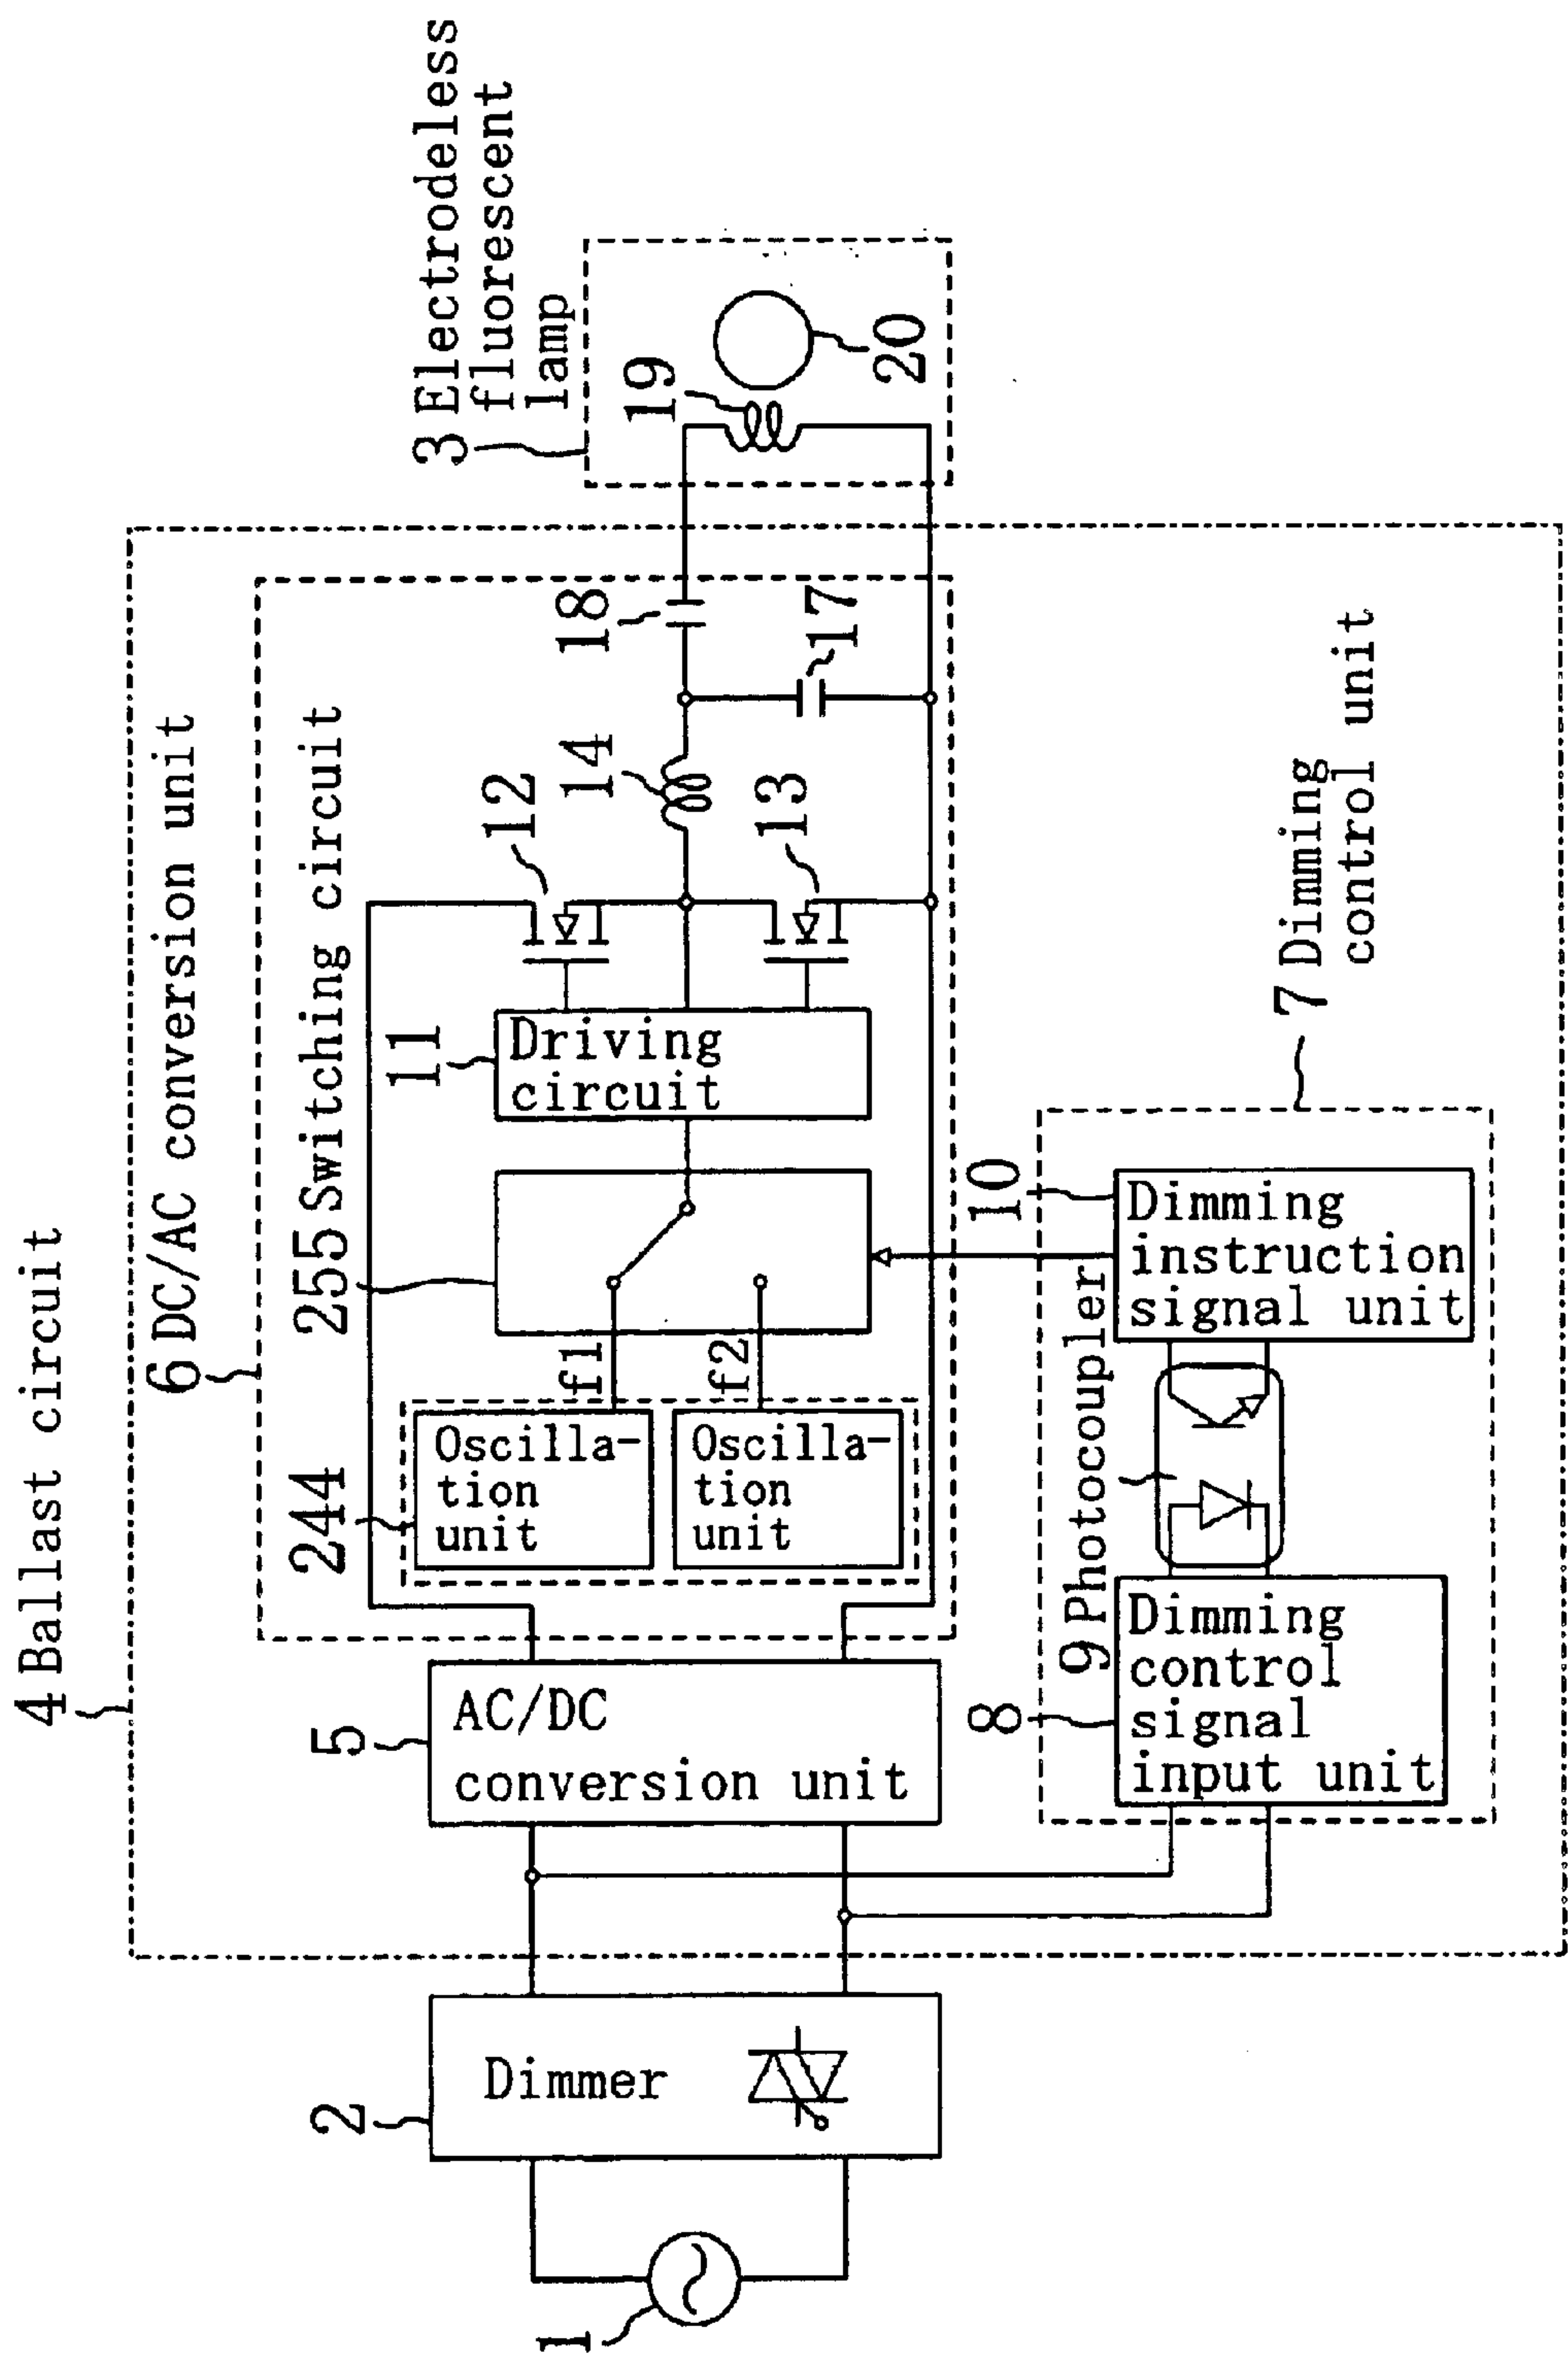 4 Ballast circuit
6 DC/AC conversion unit
255 Switching circuit
3 Electrodeless
fluorescent
lamp
244
Oscilla-
tion
unit
f1
Oscilla-
tion
unit
f2
11
Driving
circuit
12
13
14
18
17
19
20
5
AC/DC
conversion unit
2
Dimmer
1
7 Dimming
control unit
8
Dimming
control
signal
input unit
9 Photocoupler
10
Dimming
instruction
signal unit